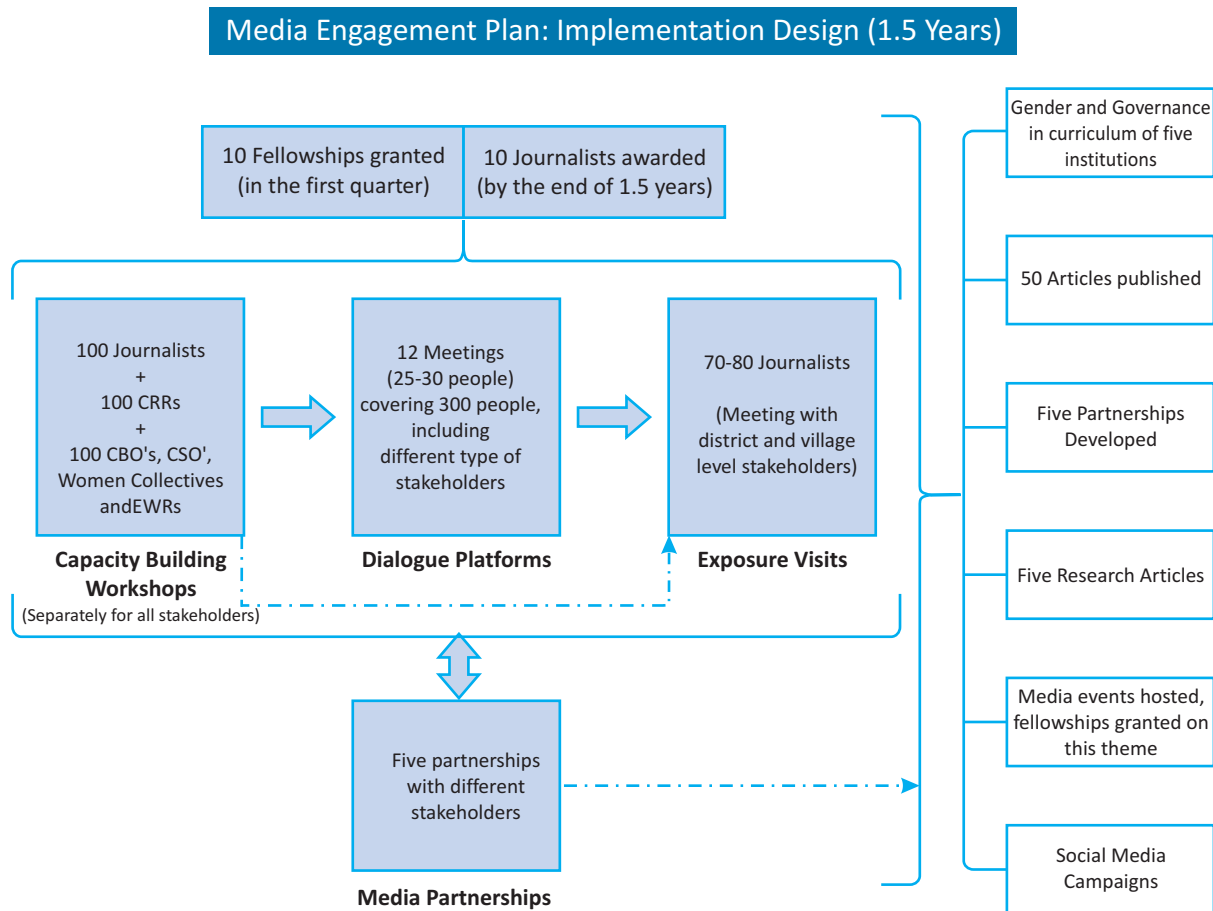 Media Engagement Plan: Implementation Design (1.5 Years)
10 Fellowships granted
(in the first quarter)
10 Journalists awarded
(by the end of 1.5 years)
100 Journalists
+
100 CRRs
+
100 CBO's, CSO',
Women Collectives
andEWRs
Capacity Building
Workshops
(Separately for all stakeholders)
12 Meetings
(25-30 people)
covering 300 people,
including
different type of
stakeholders
Dialogue Platforms
70-80 Journalists
(Meeting with
district and village
level stakeholders)
Exposure Visits
Five partnerships
with different
stakeholders
Media Partnerships
Gender and Governance
in curriculum of five
institutions
50 Articles published
Five Partnerships
Developed
Five Research Articles
Media events hosted,
fellowships granted on
this theme
Social Media
Campaigns